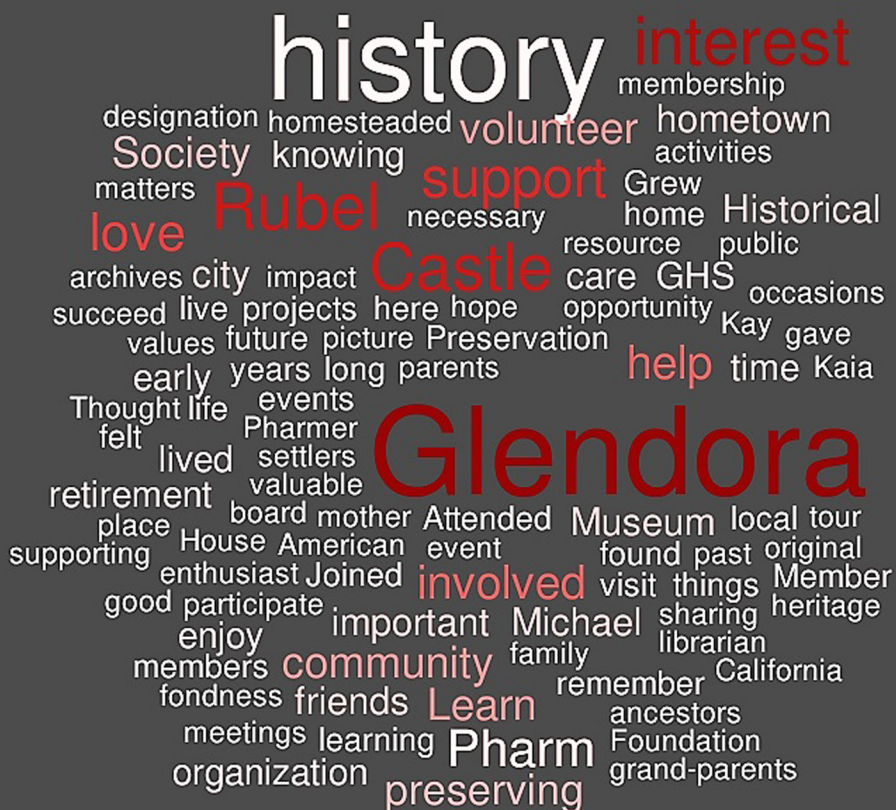 history interest
membership
designation homesteaded volunteer hometown
Society knowing activities
matters Rubel support Grew
love necessary home Historical
resource public
archives city impact Castle care GHS
succeed live projects here hope opportunity occasions
values future picture Preservation Kay gave
early years long parents help time Kaia
Thought life events
felt Pharmer Glendora
lived settlers
retirement valuable
place board mother Attended Museum local tour
supporting House American event found past original
enthusiast Joined involved visit things Member
good participate important Michael sharing heritage
enjoy librarian
members community family California
fondness friends Learn remember
ancestors
meetings learning Pharm Foundation
organization preserving grand-parents